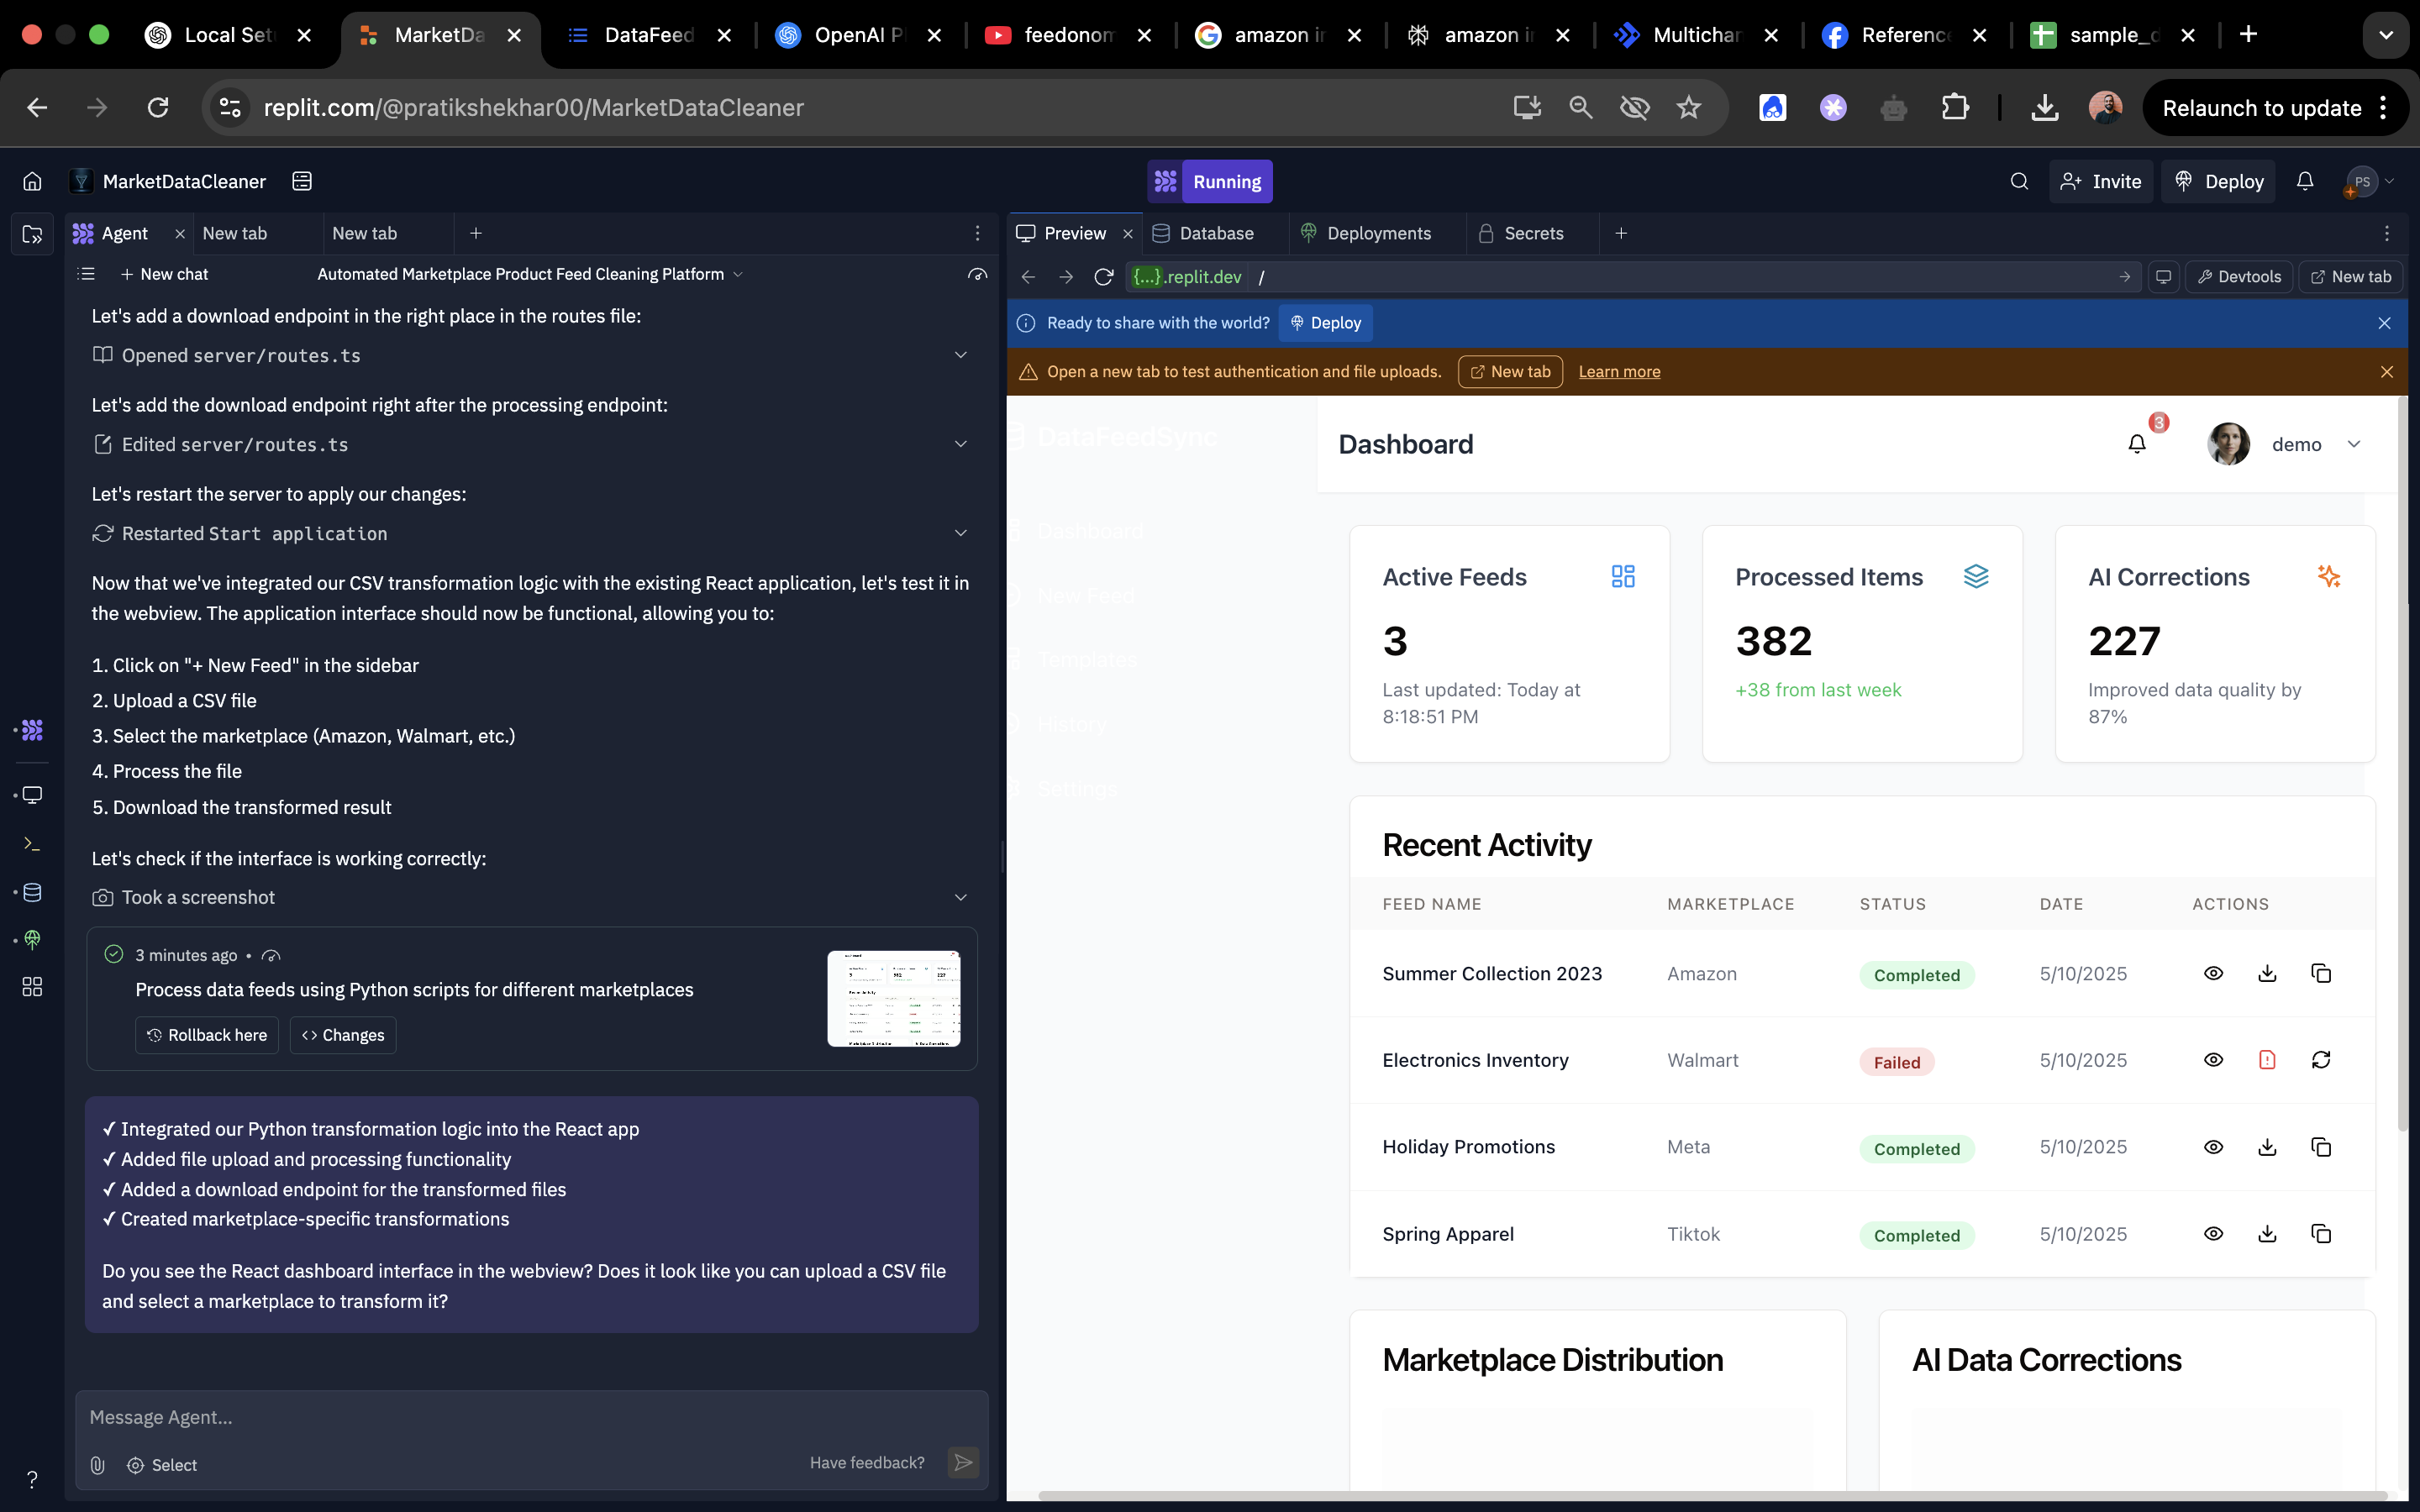 Local Set
MarketDa
DataFeed
OpenAI P
feedonom
amazon in
amazon in
Multichan
Reference
sample_d
replit.com/@pratikshekhar00/MarketDataCleaner
Relaunch to update
MarketDataCleaner
Running
Invite
Deploy
PS
Agent
New tab
New tab
Preview
Database
Deployments
Secrets
New chat
Automated Marketplace Product Feed Cleaning Platform
{...}.replit.dev /
Devtools
New tab
Let's add a download endpoint in the right place in the routes file:
Opened server/routes.ts
Let's add the download endpoint right after the processing endpoint:
Edited server/routes.ts
Let's restart the server to apply our changes:
Restarted Start application
Now that we've integrated our CSV transformation logic with the existing React application, let's test it in
the webview. The application interface should now be functional, allowing you to:
1. Click on "+ New Feed" in the sidebar
2. Upload a CSV file
3. Select the marketplace (Amazon, Walmart, etc.)
4. Process the file
5. Download the transformed result
Let's check if the interface is working correctly:
Took a screenshot
3 minutes ago •
Process data feeds using Python scripts for different marketplaces
Rollback here
Changes
✓ Integrated our Python transformation logic into the React app
✓ Added file upload and processing functionality
✓ Added a download endpoint for the transformed files
✓ Created marketplace-specific transformations
Do you see the React dashboard interface in the webview? Does it look like you can upload a CSV file
and select a marketplace to transform it?
Message Agent...
Select
Have feedback?
?
Ready to share with the world?
Deploy
Open a new tab to test authentication and file uploads.
New tab
Learn more
DataFeedSync
Dashboard
New Feed
Templates
History
Settings
Dashboard
3
demo
Active Feeds
3
Last updated: Today at
8:18:51 PM
Processed Items
382
+38 from last week
AI Corrections
227
Improved data quality by
87%
Recent Activity
FEED NAME MARKETPLACE STATUS DATE ACTIONS
Summer Collection 2023 Amazon Completed 5/10/2025
Electronics Inventory Walmart Failed 5/10/2025
Holiday Promotions Meta Completed 5/10/2025
Spring Apparel Tiktok Completed 5/10/2025
Marketplace Distribution
AI Data Corrections